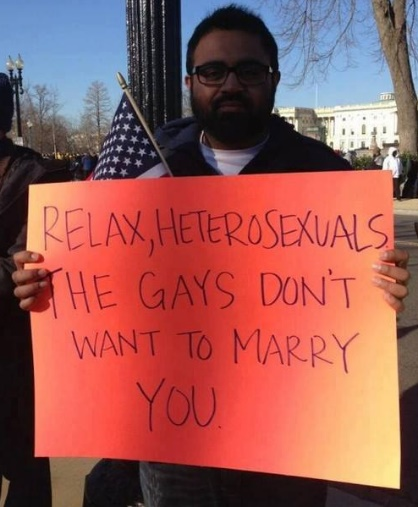 RELAX, HETEROSEXUALS
THE GAYS DON'T
WANT TO MARRY
YOU.